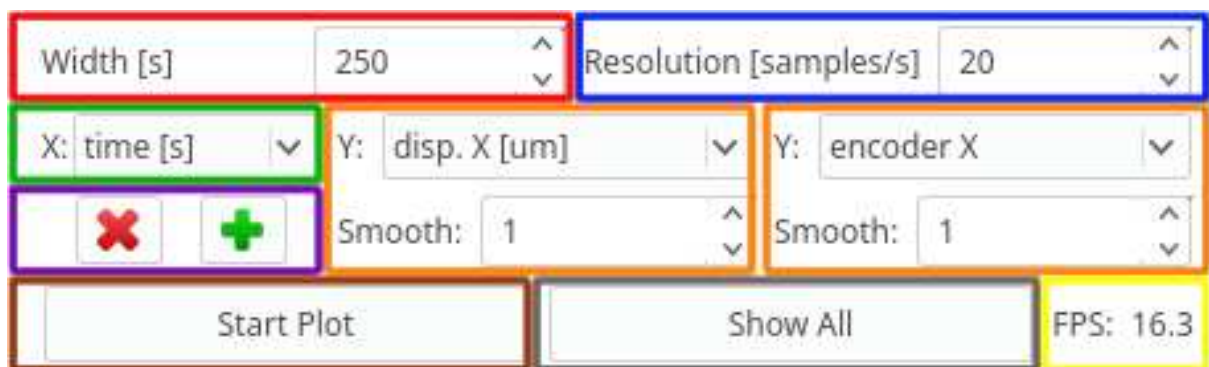 Width [s] 250 Resolution [samples/s] 20
X: time [s] Y: disp. X [um] Y: encoder X
Smooth: 1 Smooth: 1
Start Plot Show All FPS: 16.3